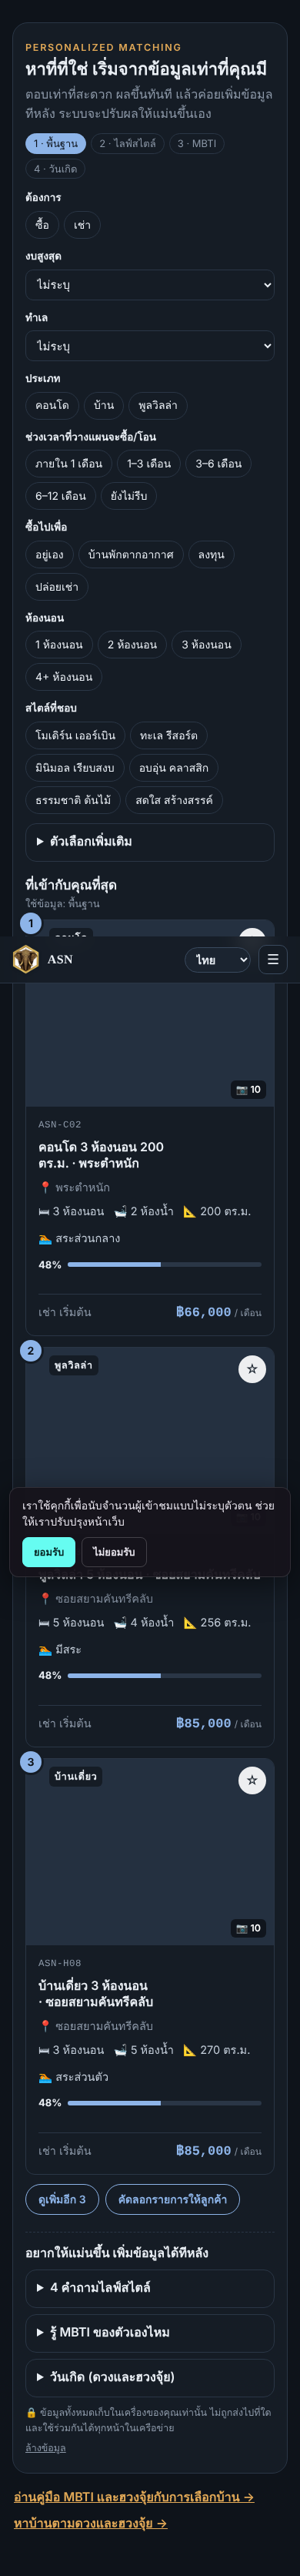 PERSONALIZED MATCHING
หาที่ที่ใช่ เริ่มจากข้อมูลเท่าที่คุณมี
ตอบเท่าที่สะดวก ผลขึ้นทันที แล้วค่อยเพิ่มข้อมูล
ทีหลัง ระบบจะปรับผลให้แม่นขึ้นเอง
1 · พื้นฐาน 2 · ไลฟ์สไตล์ 3 · MBTI
4 · วันเกิด
ต้องการ
ซื้อ เช่า
งบสูงสุด
ไม่ระบุ
ทำเล
ไม่ระบุ
ประเภท
คอนโด บ้าน พูลวิลล่า
ช่วงเวลาที่วางแผนจะซื้อ/โอน
ภายใน 1 เดือน 1–3 เดือน 3–6 เดือน
6–12 เดือน ยังไม่รีบ
ซื้อไปเพื่อ
อยู่เอง บ้านพักตากอากาศ ลงทุน
ปล่อยเช่า
ห้องนอน
1 ห้องนอน 2 ห้องนอน 3 ห้องนอน
4+ ห้องนอน
สไตล์ที่ชอบ
โมเดิร์น เออร์เบิน ทะเล รีสอร์ต
มินิมอล เรียบสงบ อบอุ่น คลาสสิก
ธรรมชาติ ต้นไม้ สดใส สร้างสรรค์
▶ ตัวเลือกเพิ่มเติม
ที่เข้ากับคุณที่สุด
ใช้ข้อมูล: พื้นฐาน
1
ASN ไทย ☰
📷 10
ASN-C02
คอนโด 3 ห้องนอน 200
ตร.ม. · พระตำหนัก
📍 พระตำหนัก
🛏 3 ห้องนอน 🛁 2 ห้องน้ำ 📐 200 ตร.ม.
🏊 สระส่วนกลาง
48%
เช่า เริ่มต้น ฿66,000 / เดือน
2
พูลวิลล่า ☆
เราใช้คุกกี้เพื่อนับจำนวนผู้เข้าชมแบบไม่ระบุตัวตน ช่วย
ให้เราปรับปรุงหน้าเว็บ
ยอมรับ ไม่ยอมรับ
📍 ซอยสยามคันทรีคลับ
🛏 5 ห้องนอน 🛁 4 ห้องน้ำ 📐 256 ตร.ม.
🏊 มีสระ
48%
เช่า เริ่มต้น ฿85,000 / เดือน
3
บ้านเดี่ยว ☆
📷 10
ASN-H08
บ้านเดี่ยว 3 ห้องนอน
· ซอยสยามคันทรีคลับ
📍 ซอยสยามคันทรีคลับ
🛏 3 ห้องนอน 🛁 5 ห้องน้ำ 📐 270 ตร.ม.
🏊 สระส่วนตัว
48%
เช่า เริ่มต้น ฿85,000 / เดือน
ดูเพิ่มอีก 3 คัดลอกรายการให้ลูกค้า
อยากให้แม่นขึ้น เพิ่มข้อมูลได้ทีหลัง
▶ 4 คำถามไลฟ์สไตล์
▶ รู้ MBTI ของตัวเองไหม
▶ วันเกิด (ดวงและฮวงจุ้ย)
🔒 ข้อมูลทั้งหมดเก็บในเครื่องของคุณเท่านั้น ไม่ถูกส่งไปที่ใด
และใช้ร่วมกันได้ทุกหน้าในเครือข่าย
ล้างข้อมูล
อ่านคู่มือ MBTI และฮวงจุ้ยกับการเลือกบ้าน →
หาบ้านตามดวงและฮวงจุ้ย →